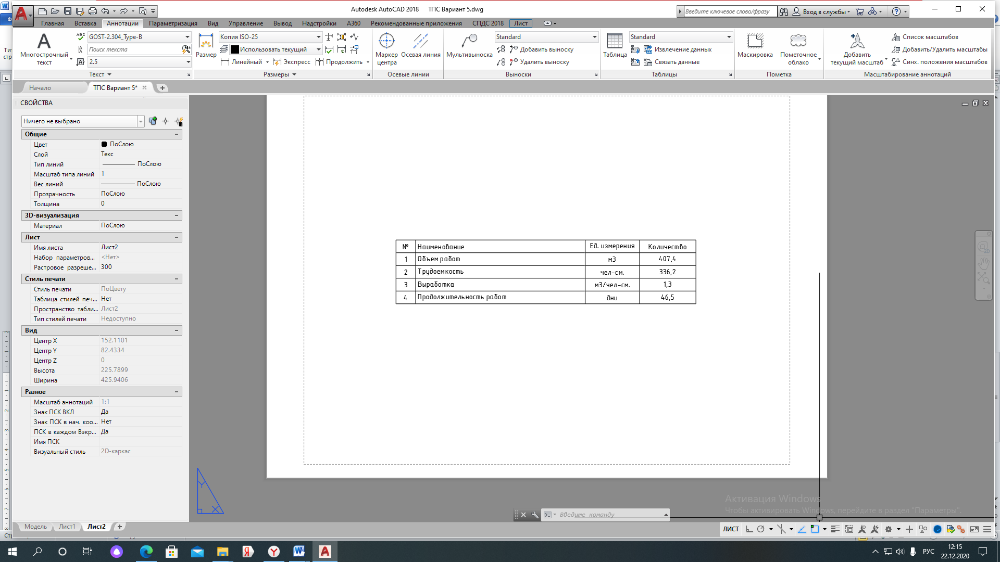 Autodesk AutoCAD 2018 ТПС Вариант 5.dwg
Введите ключевое слово/фразу
Вход в службы
Главная Вставка Аннотации Параметризация Вид Управление Вывод Надстройки A360 Рекомендованные приложения СПДС 2018 Лист
GOST-2.304_Type-B
Поиск текста
2.5
Многострочный текст
Текст
Размер
Копия ISO-25
Использовать текущий
Линейный Экспресс Продолжить
Размеры
Маркер центра
Осевая линия
Осевые линии
Мультивыноска
Standard
Добавить выноску
Удалить выноску
Выноски
Таблица
Standard
Извлечение данных
Связать данные
Таблицы
Маскировка
Пометочное облако
Пометка
Добавить текущий масштаб
Список масштабов
Добавить/Удалить масштабы
Синх. положения масштабов
Масштабирование аннотаций
Начало ТПС Вариант 5*
СВОЙСТВА
Ничего не выбрано
Общие
Цвет ПоСлою
Слой Текс
Тип линий ПоСлою
Масштаб типа линий 1
Вес линий ПоСлою
Прозрачность ПоСлою
Толщина 0
3D-визуализация
Материал ПоСлою
Лист
Имя листа Лист2
Набор параметров... <Нет>
Растровое разреше... 300
Стиль печати
Стиль печати ПоЦвету
Таблица стилей печ... Нет
Пространство табли... Лист2
Тип стилей печати Недоступно
Вид
Центр X 152.1101
Центр Y 82.4334
Центр Z 0
Высота 225.7899
Ширина 425.9406
Разное
Масштаб аннотаций 1:1
Знак ПСК ВКЛ Да
Знак ПСК в нач. коо... Нет
ПСК в каждом Вэкр... Да
Имя ПСК
Визуальный стиль 2D-каркас
№ Наименование Ед. измерения Количество
1 Объем работ м3 407,4
2 Трудоемкость чел-см. 336,2
3 Выработка м3/чел-см. 1,3
4 Продолжительность работ дни 46,5
Y
X
Активация Windows
Чтобы активировать Windows, перейдите в раздел "Параметры".
Введите команду
Модель Лист1 Лист2
ЛИСТ
РУС
12:15
22.12.2020